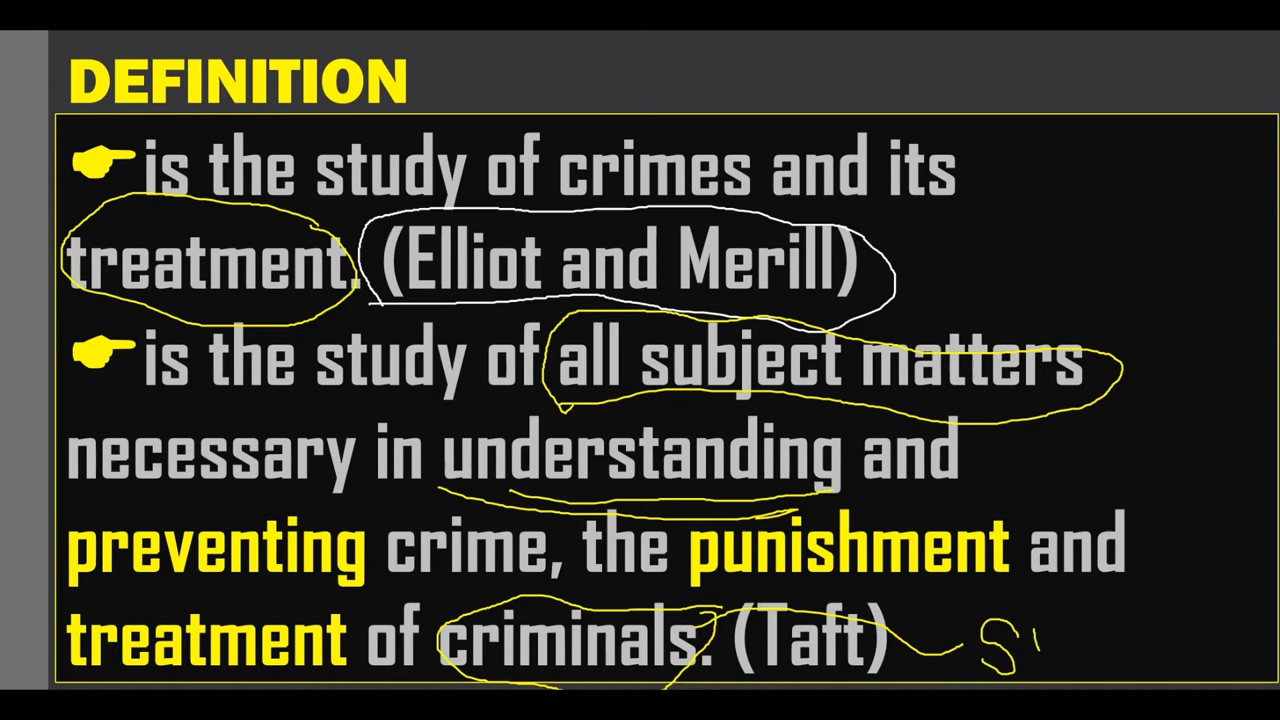 DEFINITION
is the study of crimes and its
treatment. (Elliot and Merill)
is the study of all subject matters
necessary in understanding and
preventing crime, the punishment and
treatment of criminals. (Taft)